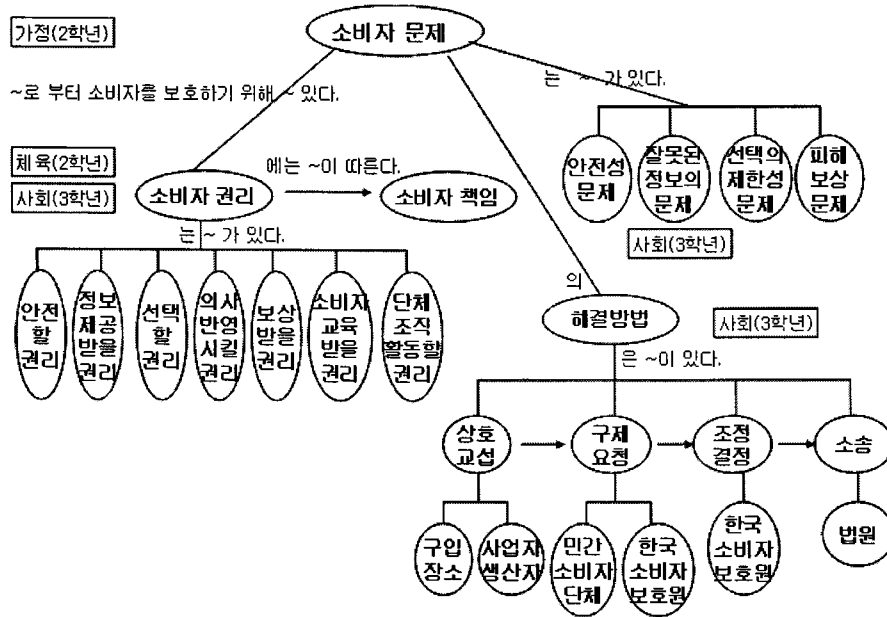 가정(2학년)
소비자 문제
는 ~ 가 있다.
~로 부터 소비자를 보호하기 위해 ~ 있다.
안전성
문제
잘못된
정보의
문제
선택의
제한성
문제
피해
보상
문제
사회(3학년)
체육(2학년)
사회(3학년)
소비자 권리
에는 ~이 따른다.
소비자 책임
는 ~ 가 있다.
안전
할
권리
정보
제공
받을
권리
선택
할
권리
의사
반영
시킬
권리
보상
받을
권리
소비자
교육
받을
권리
단체
조직
활동할
권리
의
해결방법
사회(3학년)
은 ~이 있다.
상호
교섭
구제
요청
조정
결정
소송
구입
장소
사업자
생산자
민간
소비자
단체
한국
소비자
보호원
한국
소비자
보호원
법원